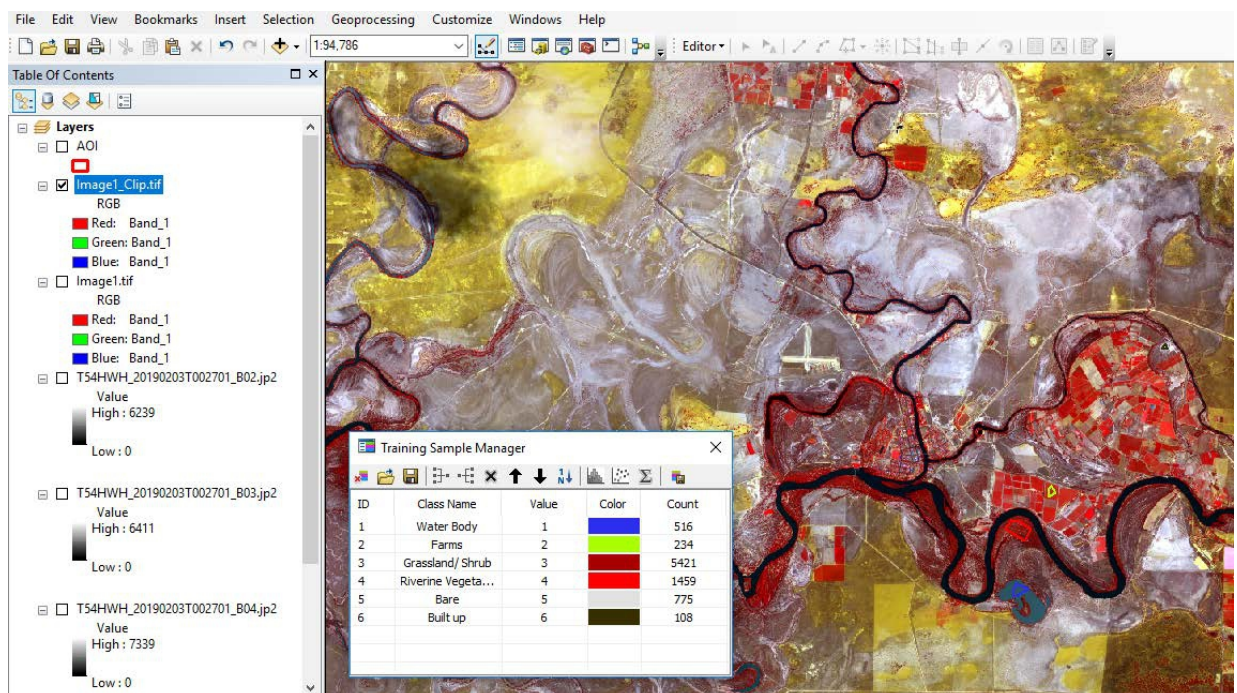 File Edit View Bookmarks Insert Selection Geoprocessing Customize Windows Help
1:94,786 Editor
Table Of Contents
Layers
AOI
Image1_Clip.tif
RGB
Red: Band_1
Green: Band_1
Blue: Band_1
Image1.tif
RGB
Red: Band_1
Green: Band_1
Blue: Band_1
T54HWH_20190203T002701_B02.jp2
Value
High : 6239
Low : 0
T54HWH_20190203T002701_B03.jp2
Value
High : 6411
Low : 0
T54HWH_20190203T002701_B04.jp2
Value
High : 7339
Low : 0
Training Sample Manager
ID Class Name Value Color Count
1 Water Body 1 516
2 Farms 2 234
3 Grassland/ Shrub 3 5421
4 Riverine Vegeta... 4 1459
5 Bare 5 775
6 Built up 6 108